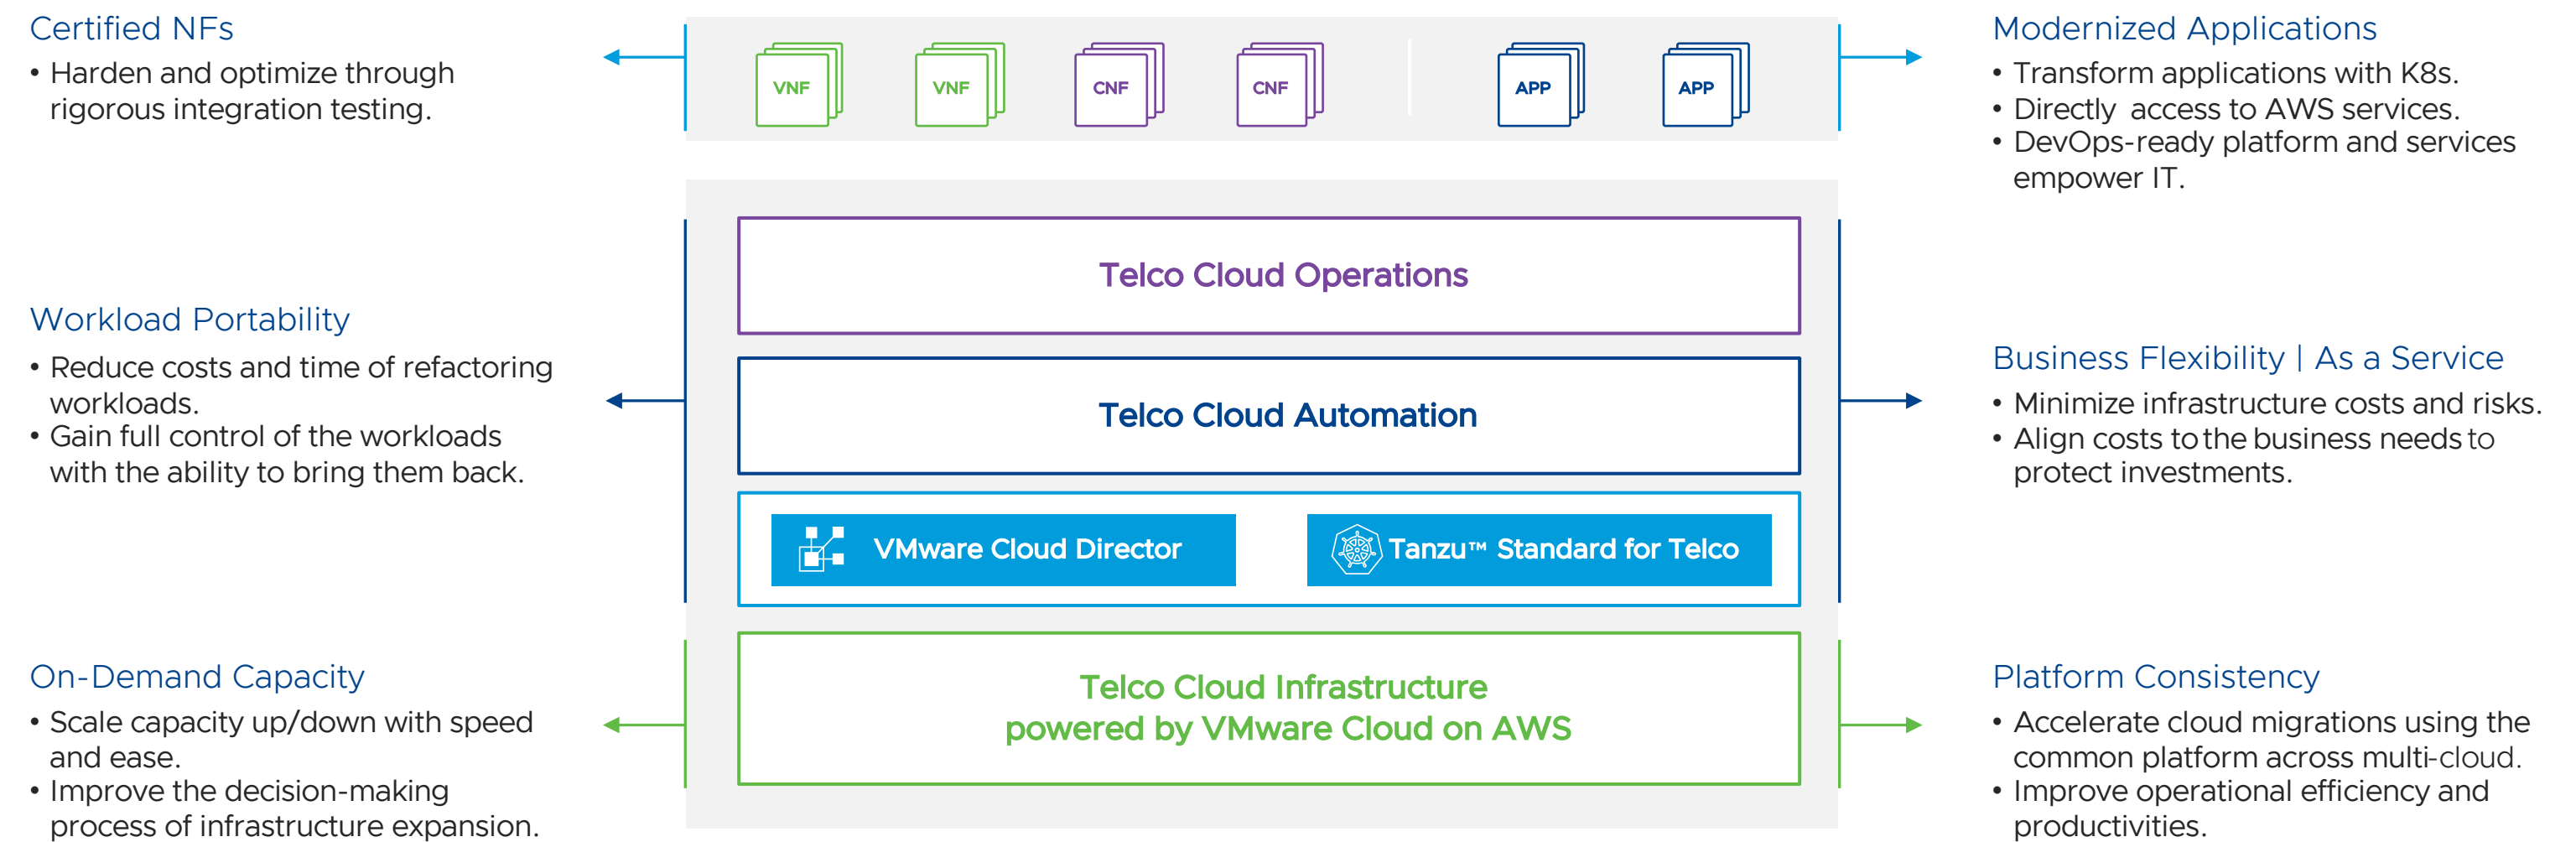 Certified NFs
• Harden and optimize through
rigorous integration testing.
Workload Portability
• Reduce costs and time of refactoring
workloads.
• Gain full control of the workloads
with the ability to bring them back.
On-Demand Capacity
• Scale capacity up/down with speed
and ease.
• Improve the decision-making
process of infrastructure expansion.
VNF
VNF
CNF
CNF
APP
APP
Telco Cloud Operations
Telco Cloud Automation
VMware Cloud Director
Tanzu™ Standard for Telco
Telco Cloud Infrastructure
powered by VMware Cloud on AWS
Modernized Applications
• Transform applications with K8s.
• Directly access to AWS services.
• DevOps-ready platform and services
empower IT.
Business Flexibility | As a Service
• Minimize infrastructure costs and risks.
• Align costs to the business needs to
protect investments.
Platform Consistency
• Accelerate cloud migrations using the
common platform across multi-cloud.
• Improve operational efficiency and
productivities.